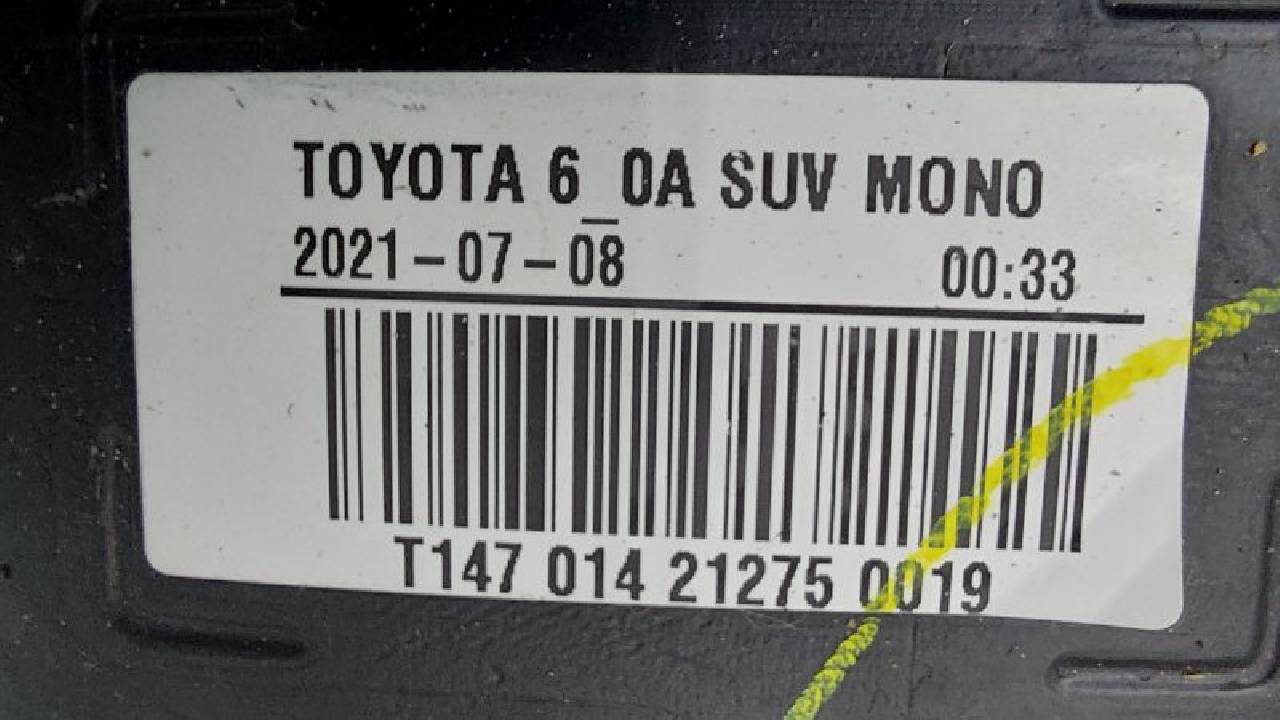 TOYOTA 6_0A SUV MONO
2021-07-08 00:33
T147 014 21275 0019